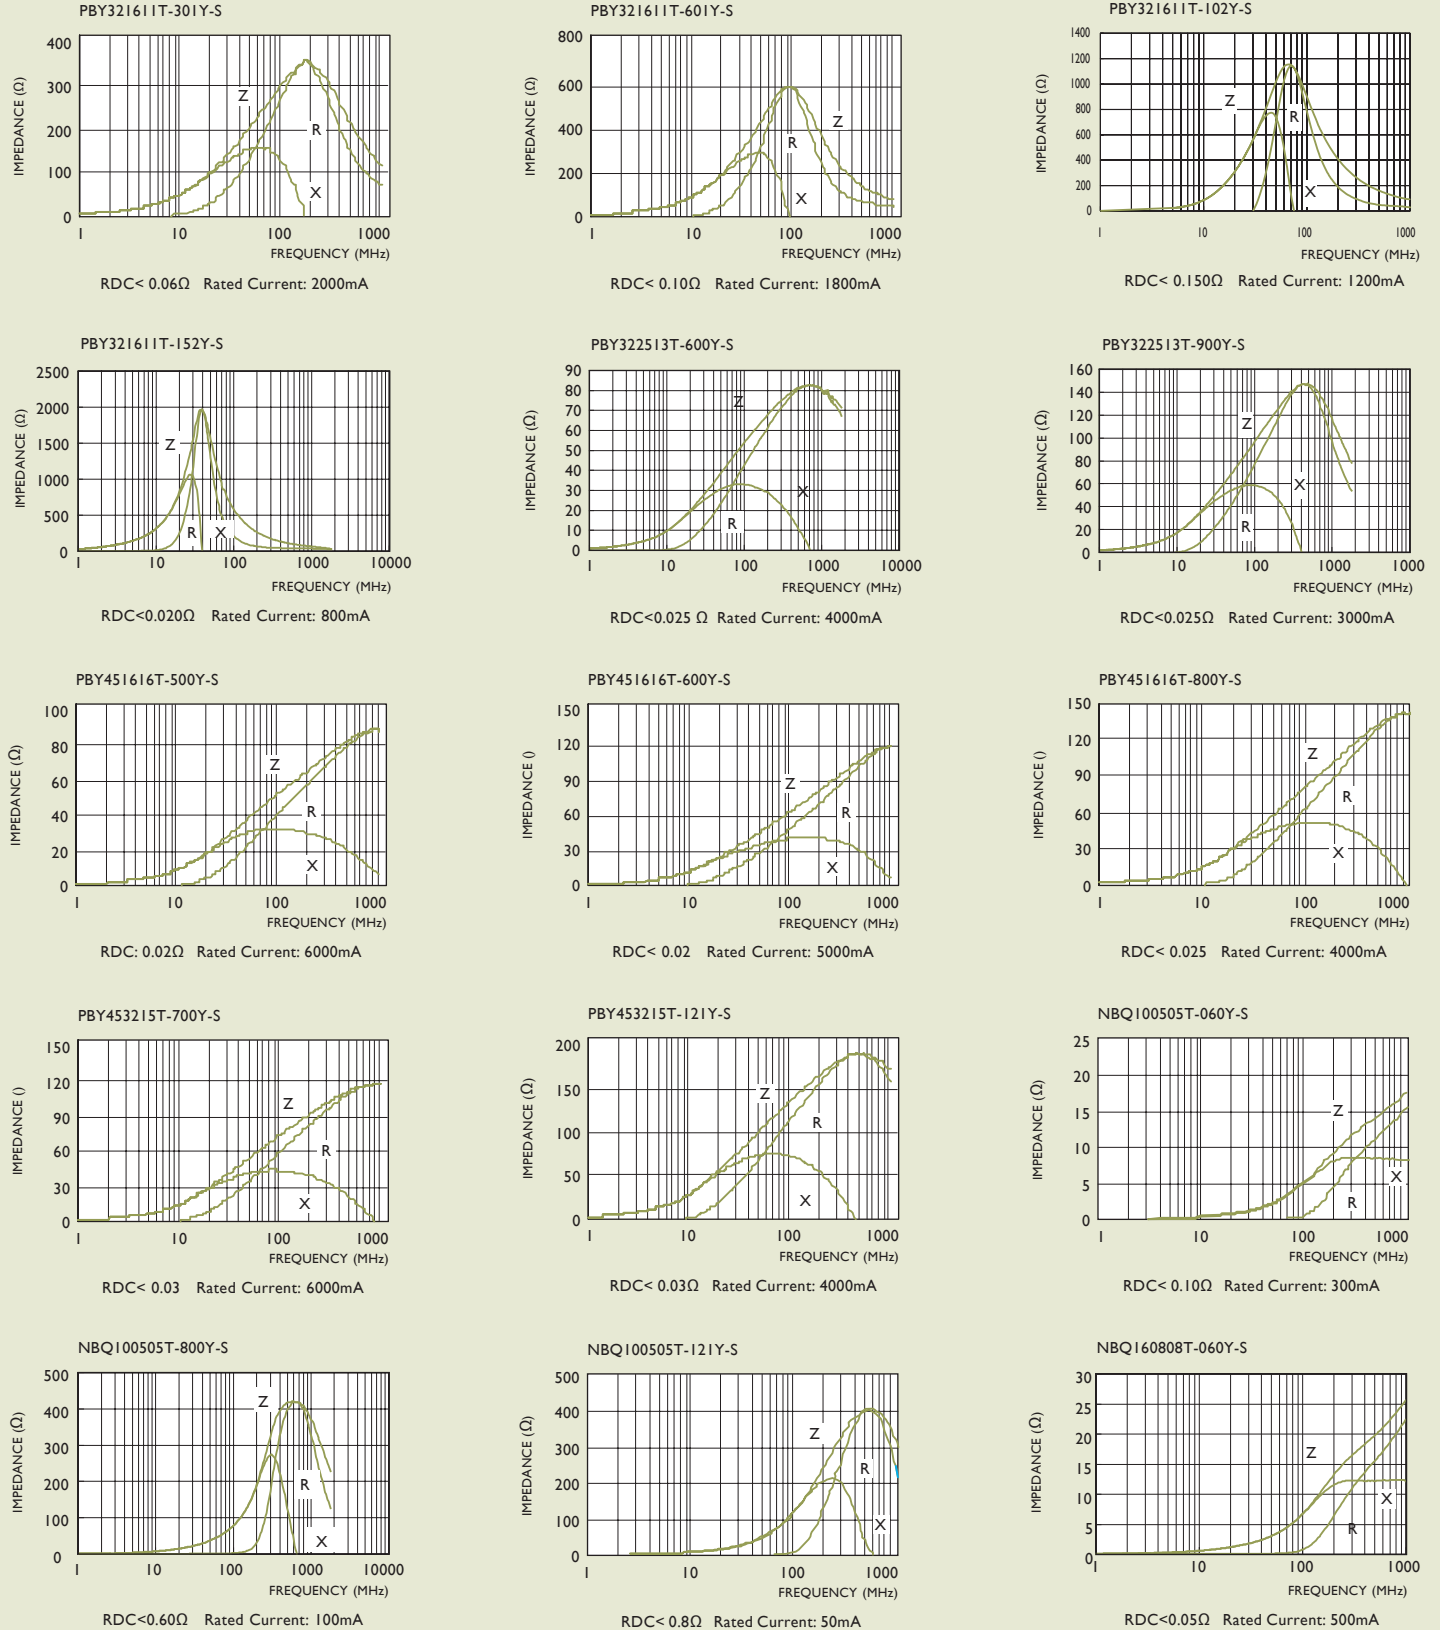 PBY321611T-301Y-S
IMPEDANCE (Ω)
400
300
200
100
0
Z
R
X
1 10 100 1000
FREQUENCY (MHz)
RDC< 0.06Ω Rated Current: 2000mA
PBY321611T-601Y-S
IMPEDANCE (Ω)
800
600
400
200
0
Z
R
X
1 10 100 1000
FREQUENCY (MHz)
RDC< 0.10Ω Rated Current: 1800mA
PBY321611T-102Y-S
IMPEDANCE (Ω)
1400
1200
1000
800
600
400
200
0
Z
R
X
1 10 100 1000
FREQUENCY (MHz)
RDC< 0.150Ω Rated Current: 1200mA
PBY321611T-152Y-S
IMPEDANCE (Ω)
2500
2000
1500
1000
500
0
Z
R X
1 10 100 1000 10000
FREQUENCY (MHz)
RDC<0.020Ω Rated Current: 800mA
PBY322513T-600Y-S
IMPEDANCE (Ω)
90
80
70
60
50
40
30
20
10
0
Z
X
R
1 10 100 1000 10000
FREQUENCY (MHz)
RDC<0.025 Ω Rated Current: 4000mA
PBY322513T-900Y-S
IMPEDANCE (Ω)
160
140
120
100
80
60
40
20
0
Z
X
R
1 10 100 1000 1000
FREQUENCY (MHz)
RDC<0.025Ω Rated Current: 3000mA
PBY451616T-500Y-S
IMPEDANCE (Ω)
100
80
60
40
20
0
Z
R
X
1 10 100 1000
FREQUENCY (MHz)
RDC: 0.02Ω Rated Current: 6000mA
PBY451616T-600Y-S
IMPEDANCE ()
150
120
90
60
30
0
Z
R
X
1 10 100 1000
FREQUENCY (MHz)
RDC< 0.02 Rated Current: 5000mA
PBY451616T-800Y-S
IMPEDANCE ()
150
120
90
60
30
0
Z
R
X
1 10 100 1000
FREQUENCY (MHz)
RDC< 0.025 Rated Current: 4000mA
PBY453215T-700Y-S
IMPEDANCE ()
150
120
90
60
30
0
Z
R
X
1 10 100 1000
FREQUENCY (MHz)
RDC< 0.03 Rated Current: 6000mA
PBY453215T-121Y-S
IMPEDANCE (Ω)
200
150
100
50
0
Z
R
X
1 10 100 1000
FREQUENCY (MHz)
RDC< 0.03Ω Rated Current: 4000mA
NBQ100505T-060Y-S
IMPEDANCE (Ω)
25
20
15
10
5
0
Z
X
R
1 10 100 1000
FREQUENCY (MHz)
RDC< 0.10Ω Rated Current: 300mA
NBQ100505T-800Y-S
IMPEDANCE (Ω)
500
400
300
200
100
0
Z
R
X
1 10 100 1000 10000
FREQUENCY (MHz)
RDC<0.60Ω Rated Current: 100mA
NBQ100505T-121Y-S
IMPEDANCE (Ω)
500
400
300
200
100
0
Z
R
X
1 10 100 1000
FREQUENCY (MHz)
RDC< 0.8Ω Rated Current: 50mA
NBQ160808T-060Y-S
IMPEDANCE (Ω)
30
25
20
15
10
5
0
Z
X
R
1 10 100 1000
FREQUENCY (MHz)
RDC<0.05Ω Rated Current: 500mA